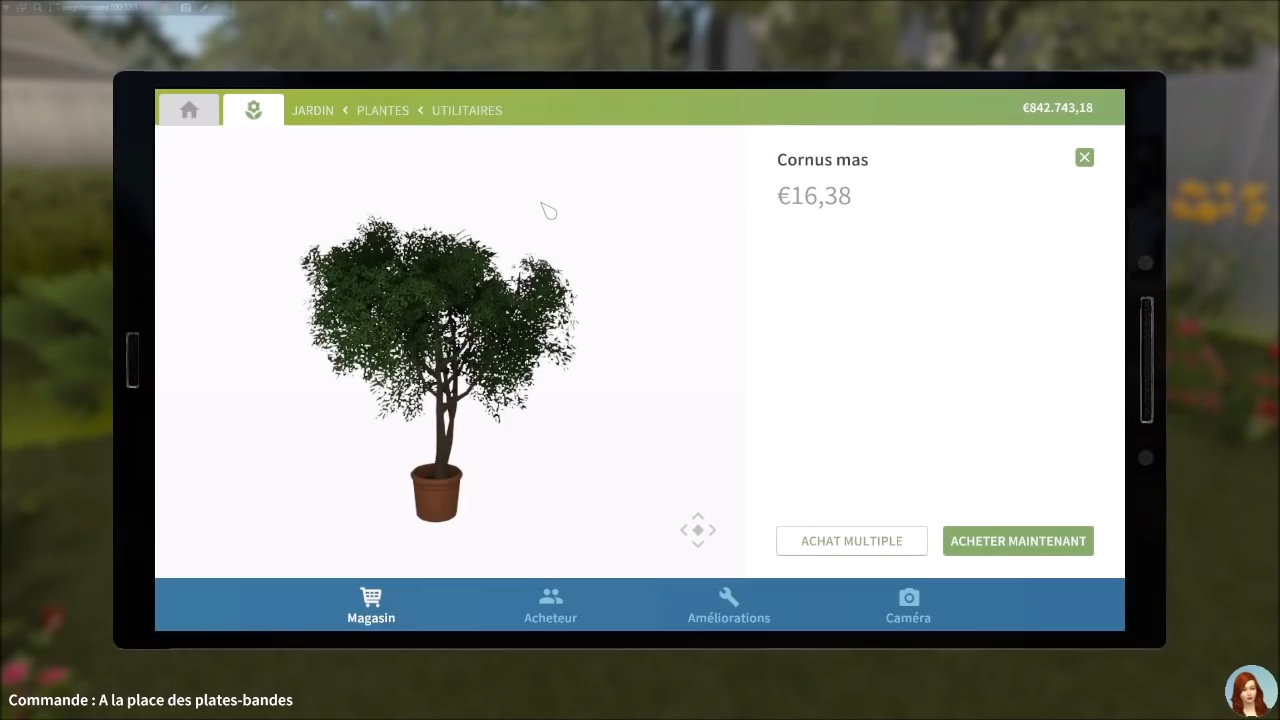 JARDIN < PLANTES < UTILITAIRES
€842.743,18
Cornus mas
€16,38
ACHAT MULTIPLE
ACHETER MAINTENANT
Magasin
Acheteur
Améliorations
Caméra
Commande : A la place des plates-bandes